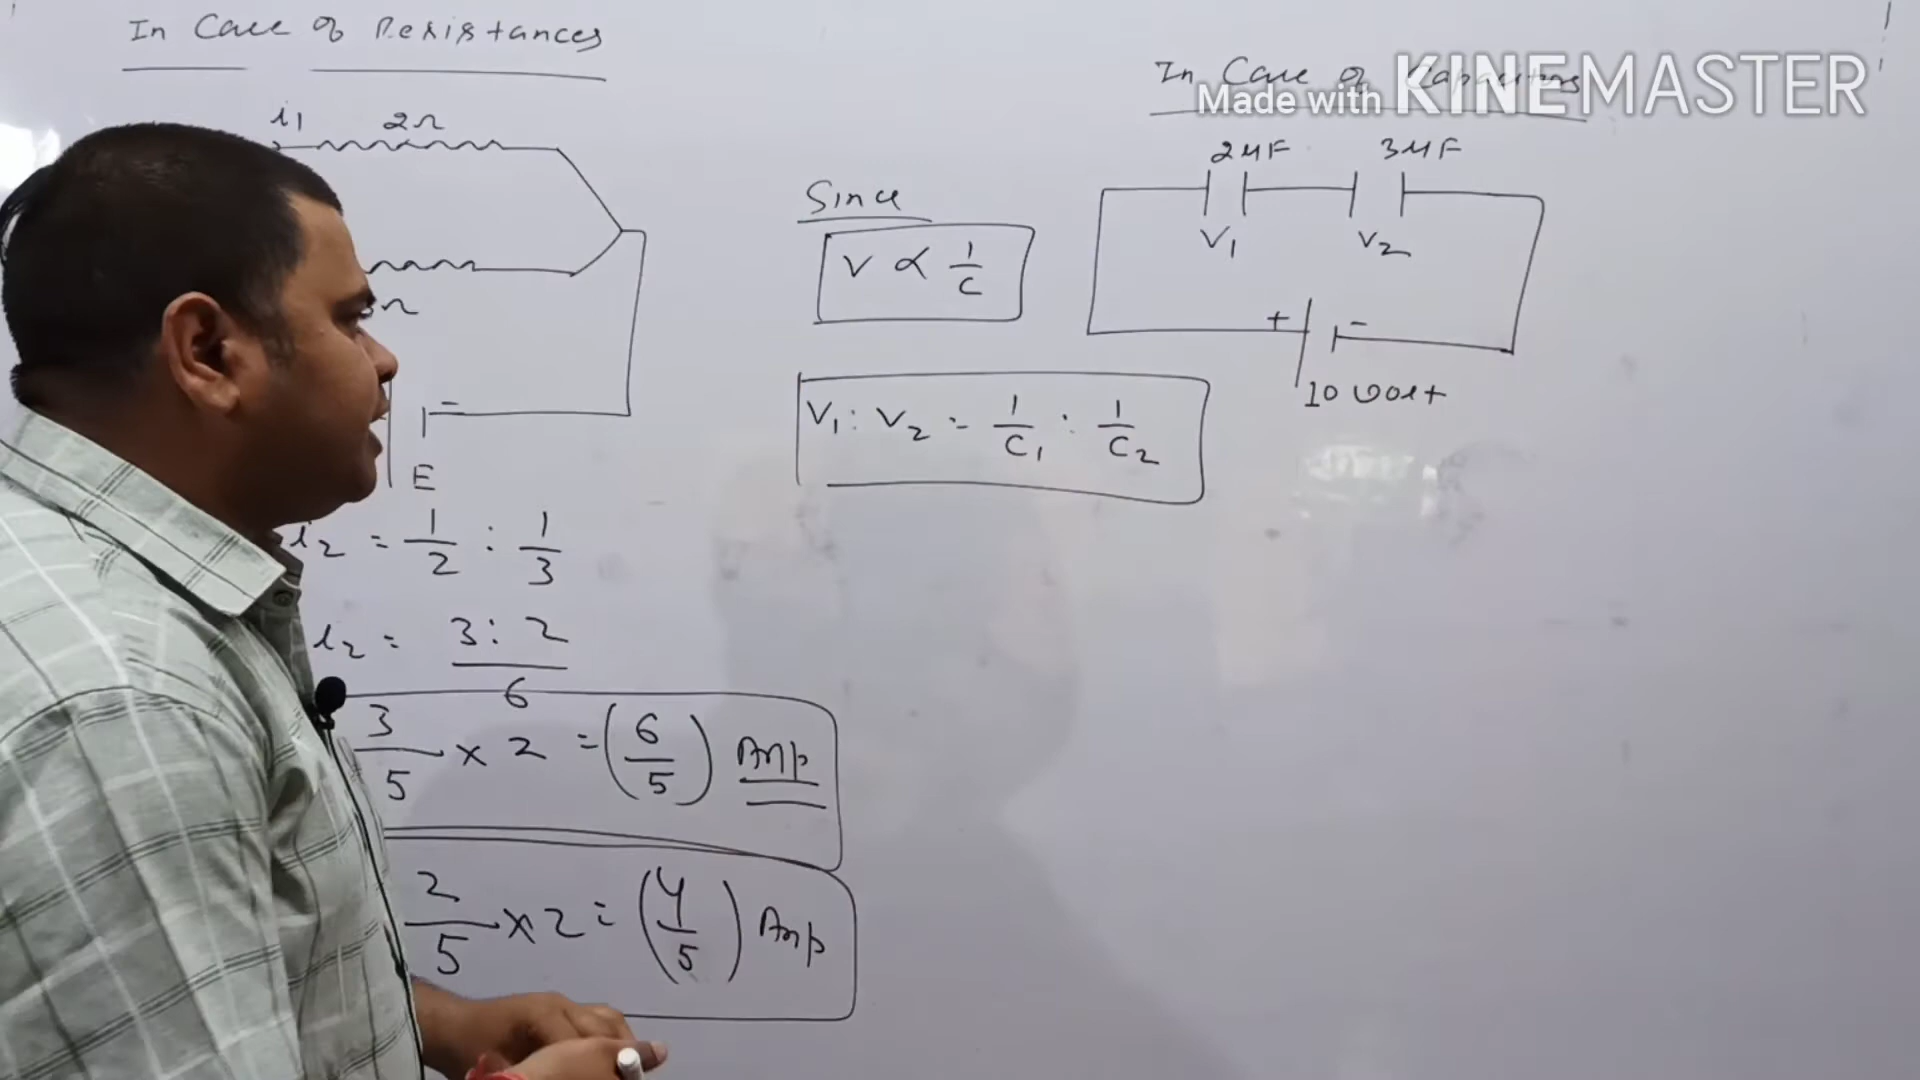 In Case of Resistances
i1 2Ω
Ω
-
E
i2 = 1/2 : 1/3
i2 = 3 : 2 / 6
3/5 × 2 = (6/5) Amp
2/5 × 2 = (4/5) Amp
In Case of Capacitors
Made with KINEMASTER
2μF 3μF
V1 V2
+ -
10 volt
Since
V ∝ 1/C
V1 : V2 = 1/C1 : 1/C2